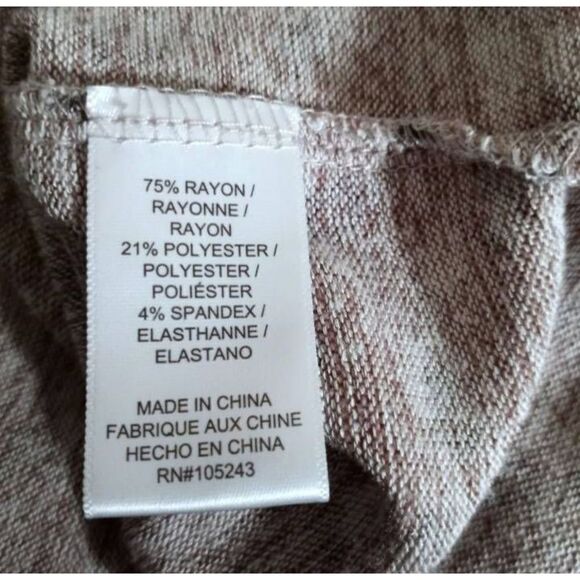 75% RAYON /
RAYONNE /
RAYON
21% POLYESTER /
POLYESTER /
POLIÉSTER
4% SPANDEX /
ELASTHANNE /
ELASTANO
MADE IN CHINA
FABRIQUE AUX CHINE
HECHO EN CHINA
RN#105243